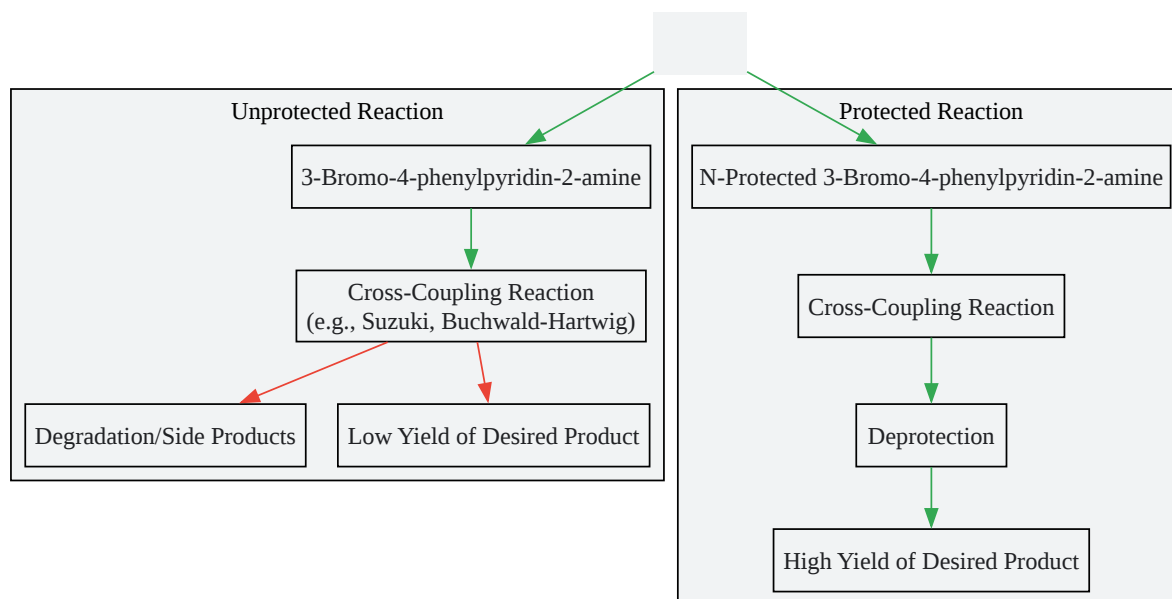 Unprotected Reaction
3-Bromo-4-phenylpyridin-2-amine
Cross-Coupling Reaction
(e.g., Suzuki, Buchwald-Hartwig)
Degradation/Side Products
Low Yield of Desired Product
Protected Reaction
N-Protected 3-Bromo-4-phenylpyridin-2-amine
Cross-Coupling Reaction
Deprotection
High Yield of Desired Product